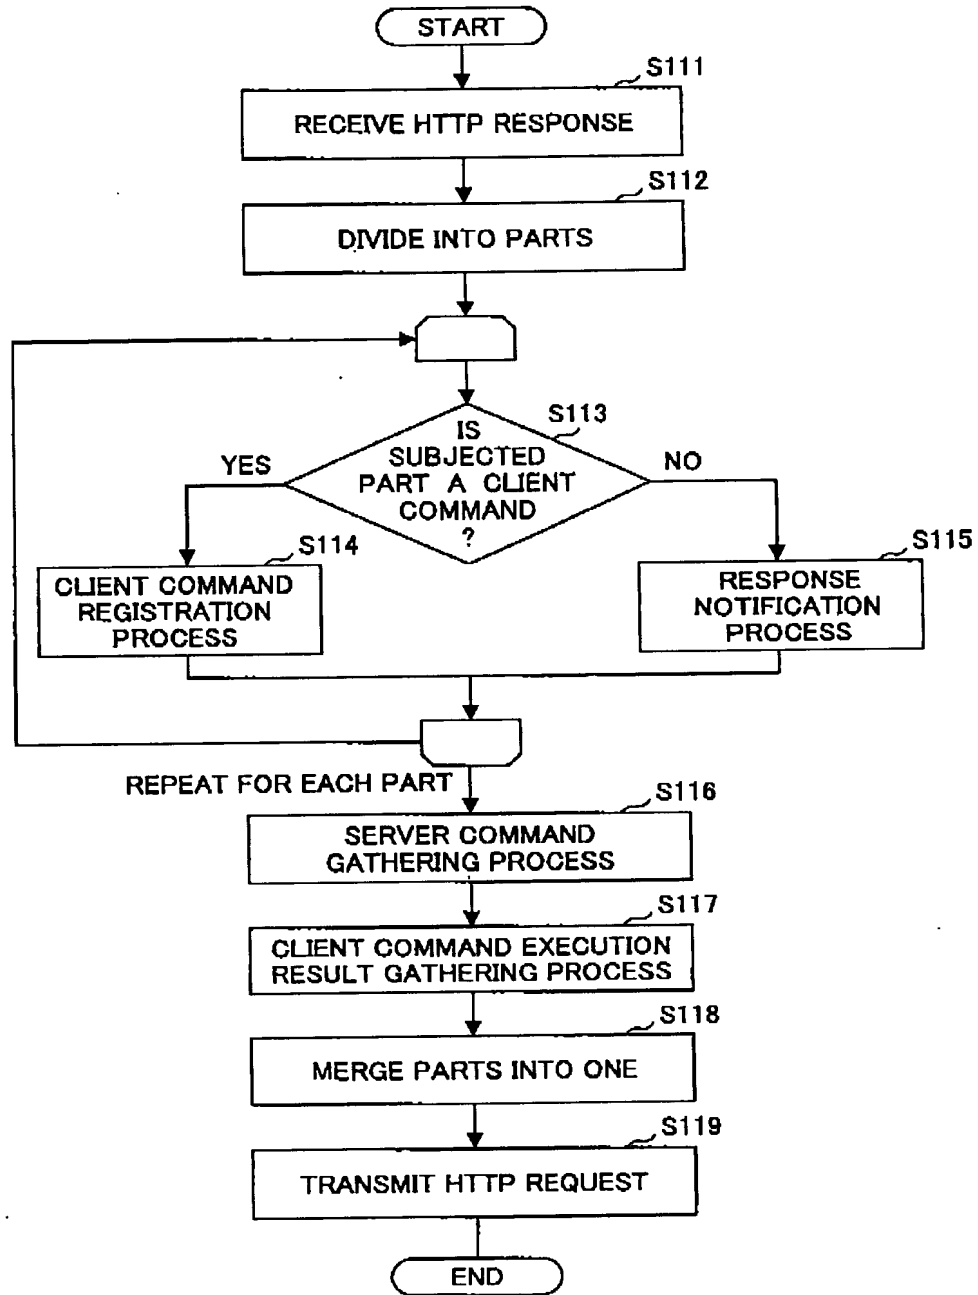 START
S111
RECEIVE HTTP RESPONSE
S112
DIVIDE INTO PARTS
S113
IS
SUBJECTED
PART A CLIENT
COMMAND
?
YES
NO
S114
CLIENT COMMAND
REGISTRATION
PROCESS
S115
RESPONSE
NOTIFICATION
PROCESS
REPEAT FOR EACH PART
S116
SERVER COMMAND
GATHERING PROCESS
S117
CLIENT COMMAND EXECUTION
RESULT GATHERING PROCESS
S118
MERGE PARTS INTO ONE
S119
TRANSMIT HTTP REQUEST
END